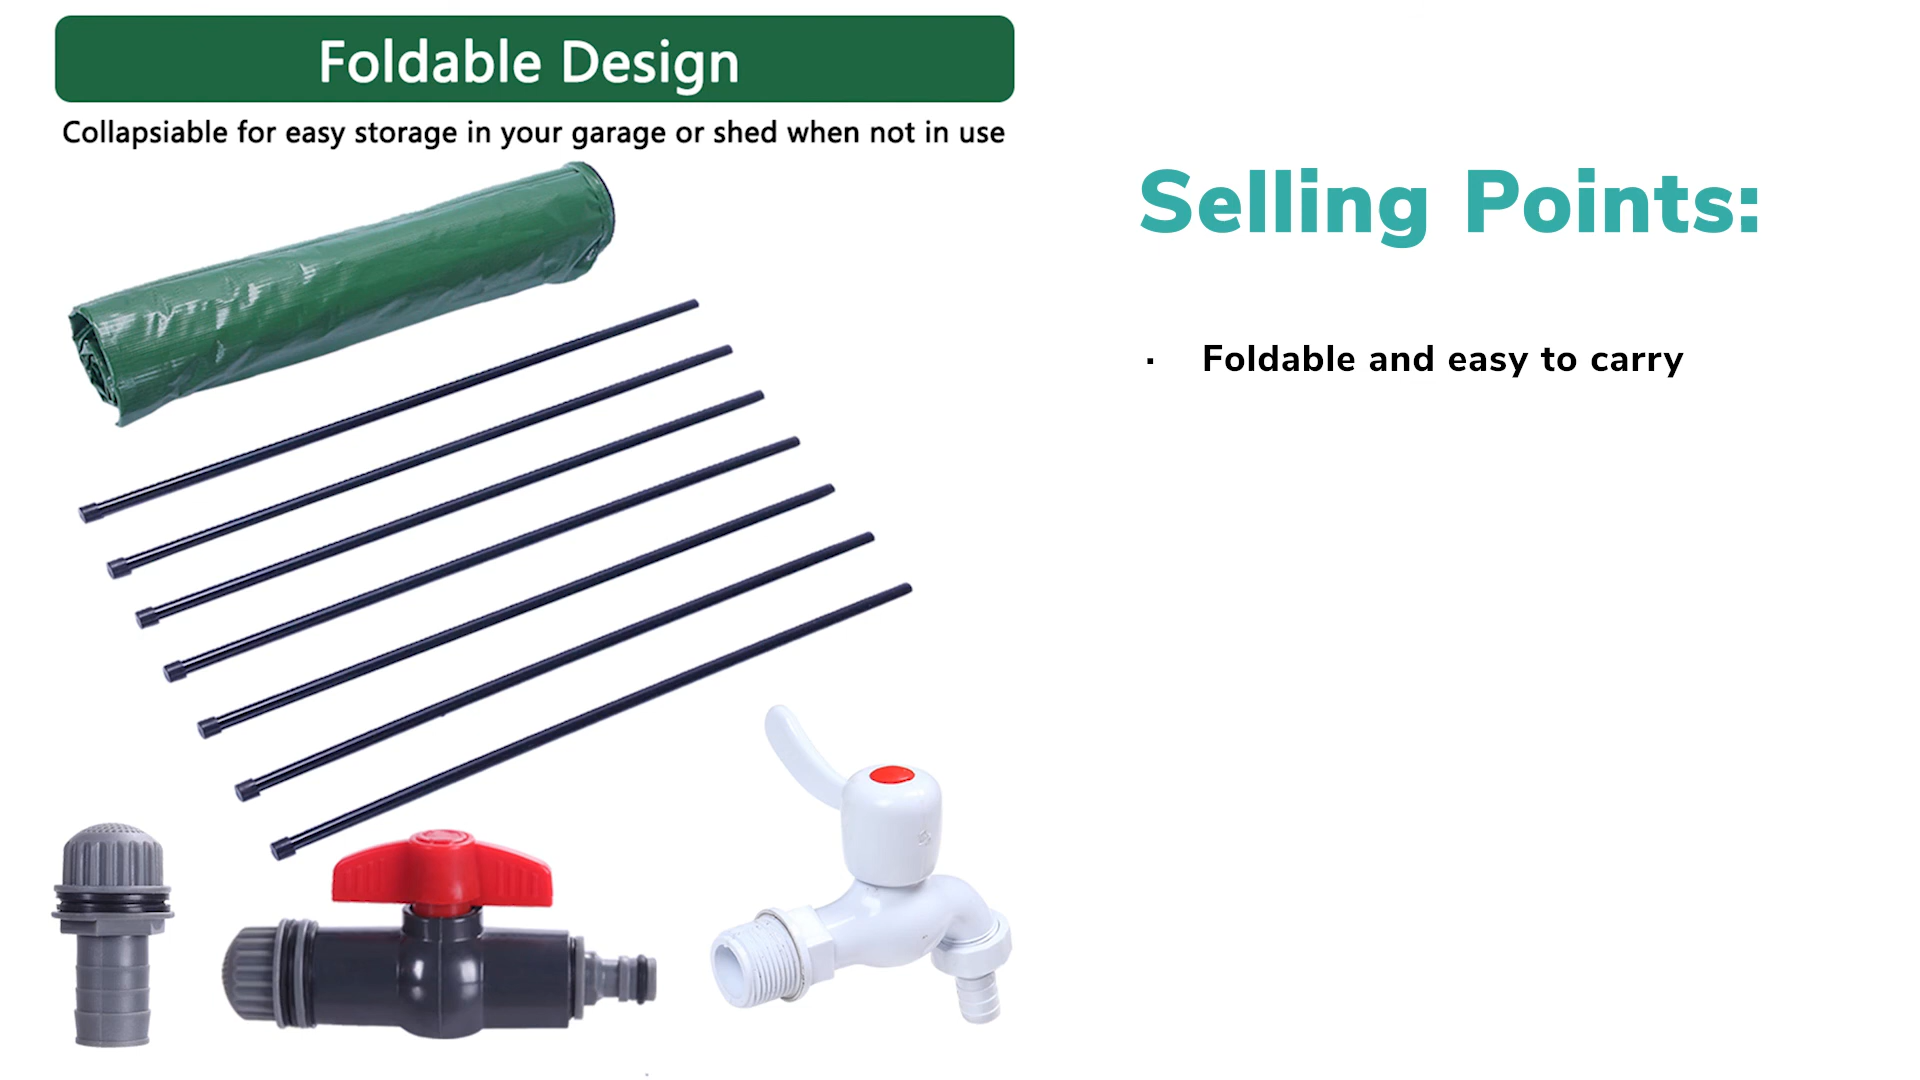 Foldable Design
Collapsiable for easy storage in your garage or shed when not in use
Selling Points:
· Foldable and easy to carry